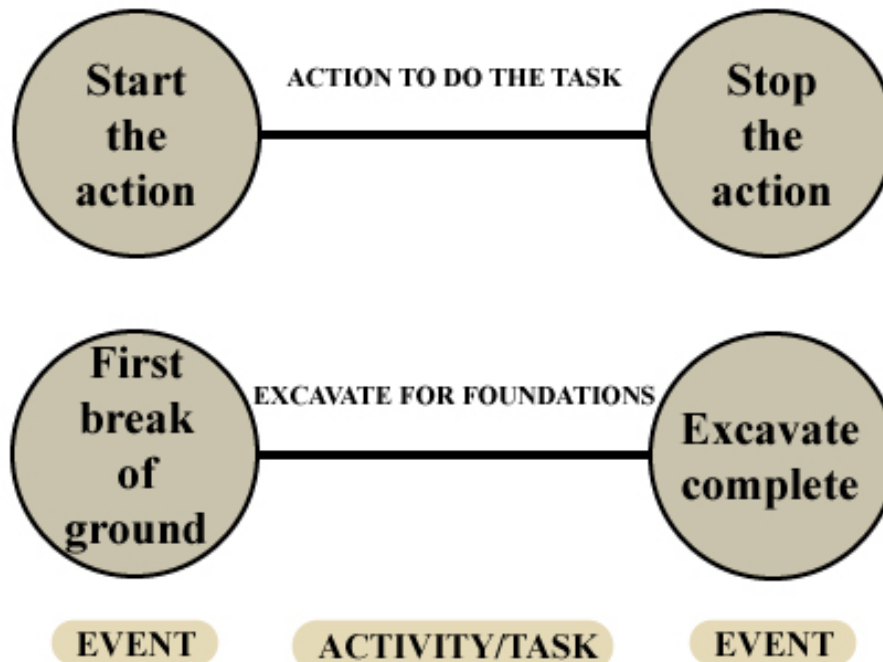 Start
the
action
ACTION TO DO THE TASK
Stop
the
action
First
break
of
ground
EXCAVATE FOR FOUNDATIONS
Excavate
complete
EVENT
ACTIVITY/TASK
EVENT